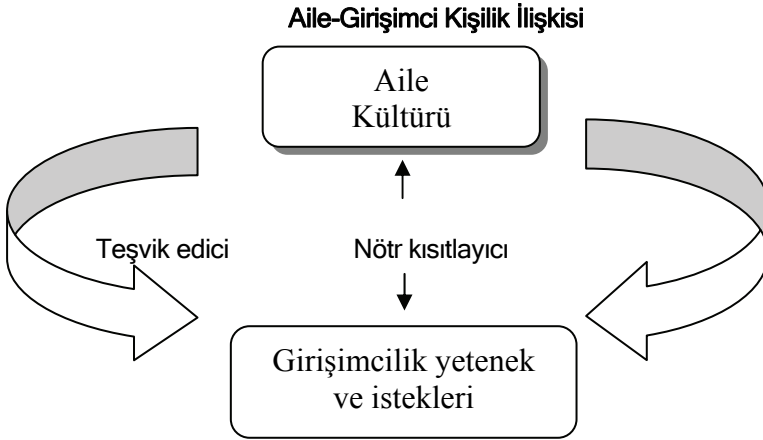 Aile-Girişimci Kişilik İlişkisi
Aile
Kültürü
Teşvik edici
Nötr kısıtlayıcı
Girişimcilik yetenek
ve istekleri